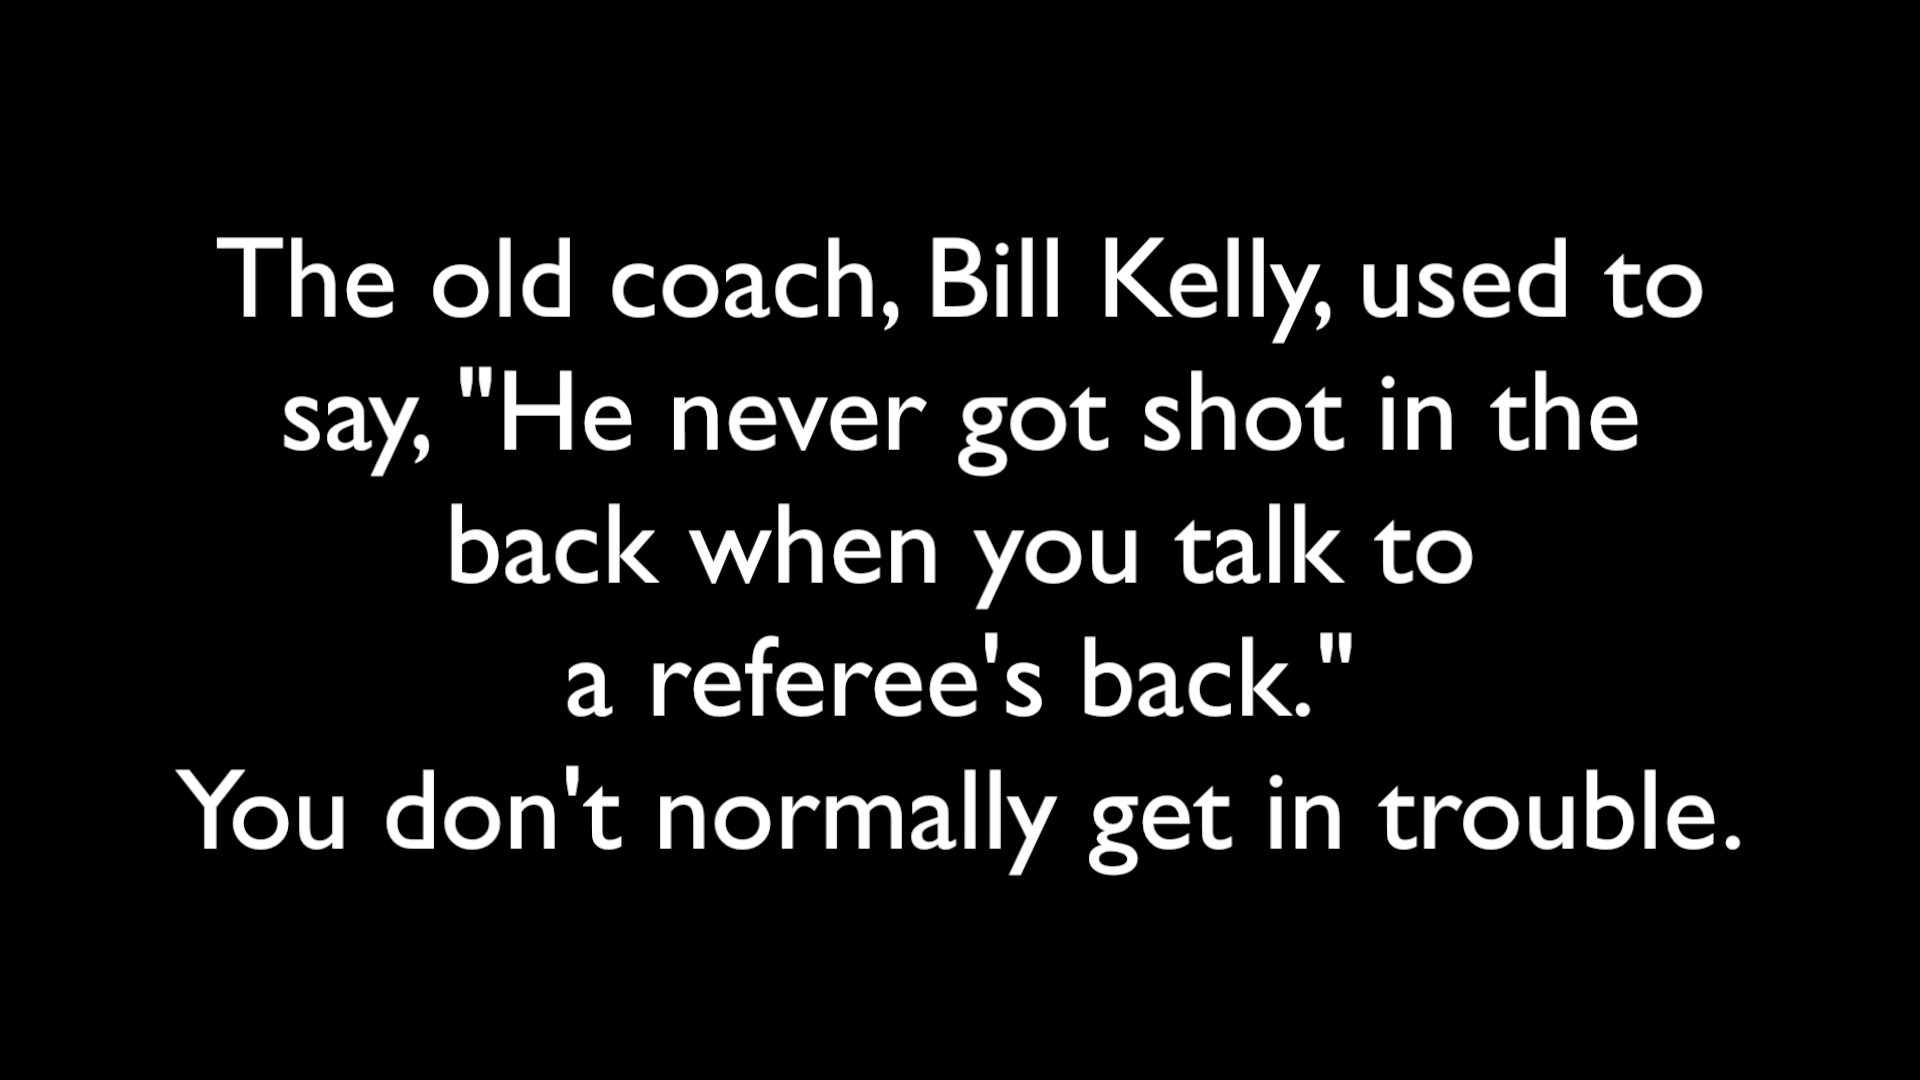 The old coach, Bill Kelly, used to
say, "He never got shot in the
back when you talk to
a referee's back."
You don't normally get in trouble.